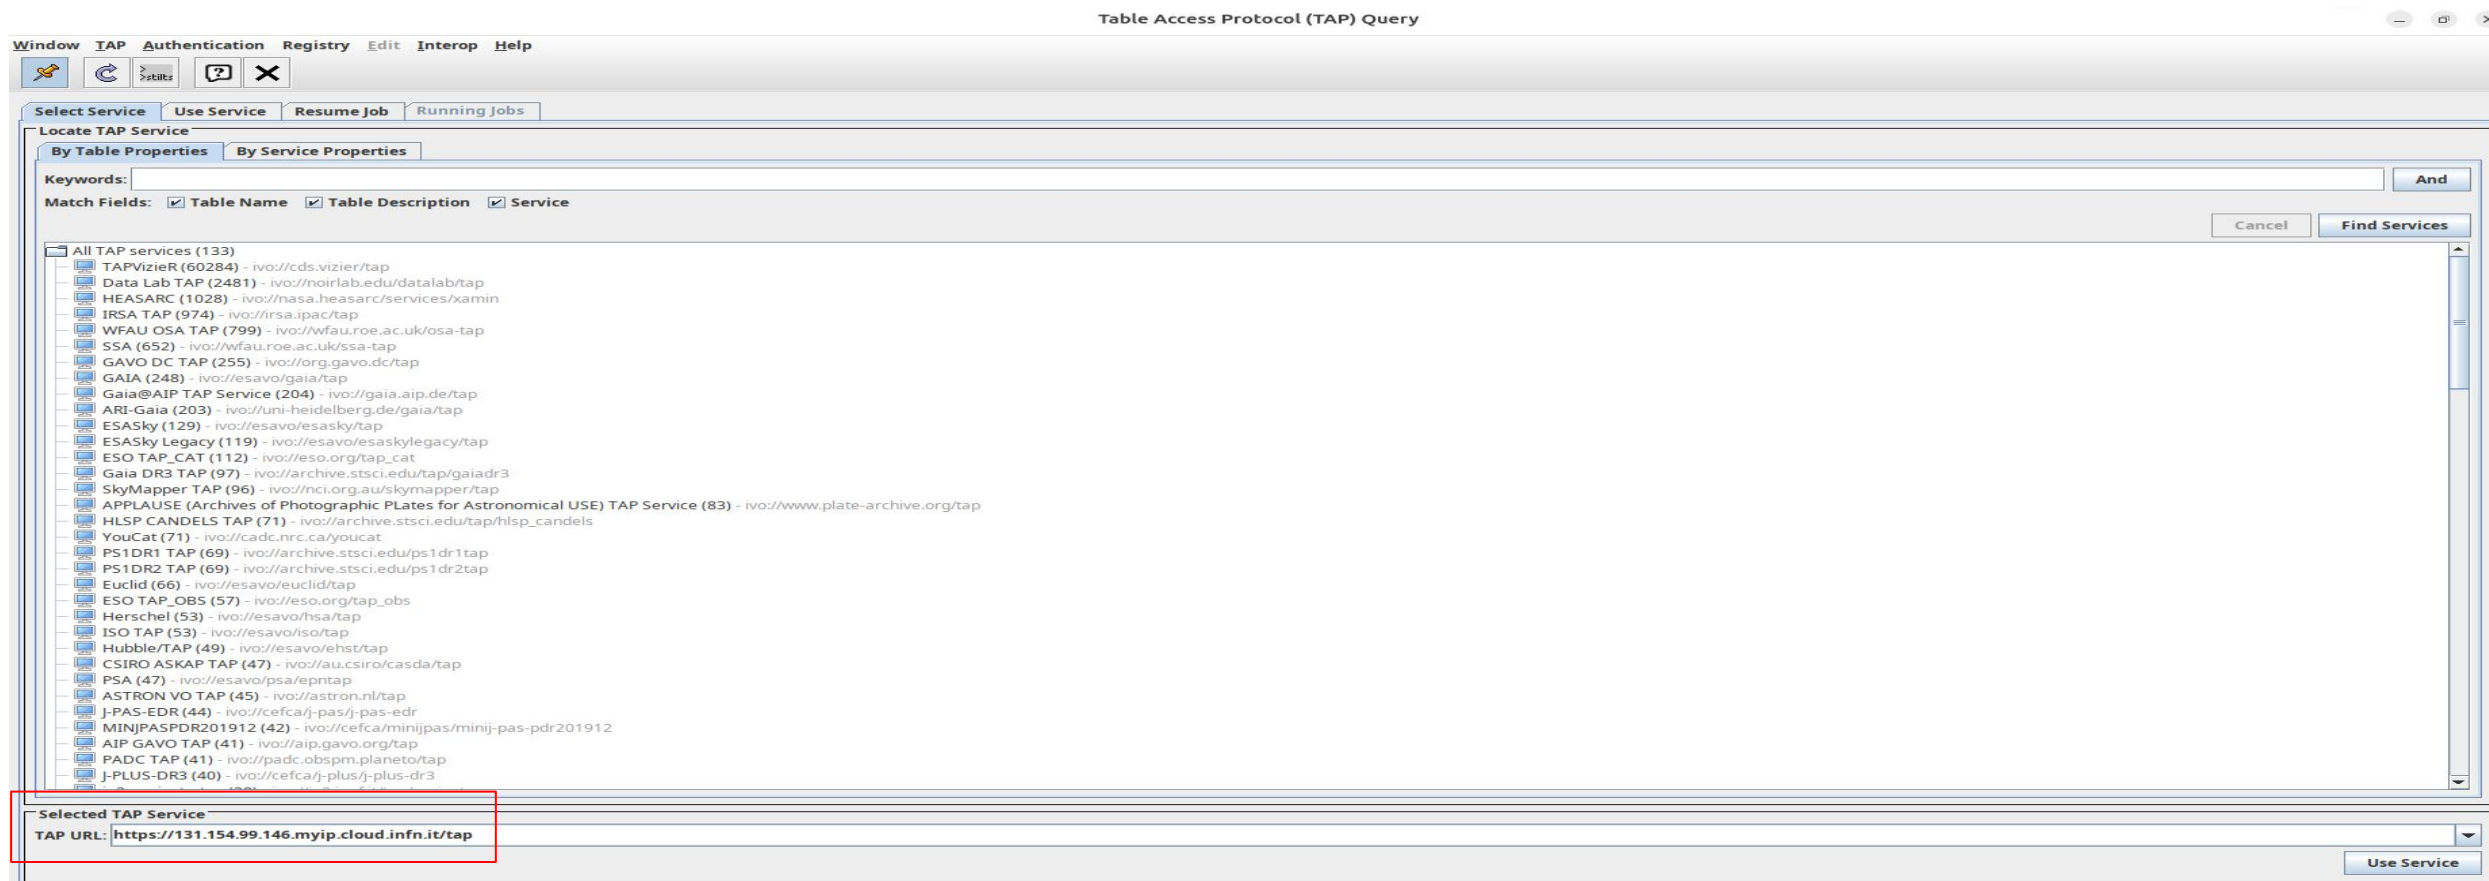 Table Access Protocol (TAP) Query
Window TAP Authentication Registry Edit Interop Help
>stilts
Select Service Use Service Resume Job Running Jobs
Locate TAP Service
By Table Properties By Service Properties
Keywords: And
Match Fields: Table Name Table Description Service
Cancel Find Services
All TAP services (133)
TAPVizieR (60284) - ivo://cds.vizier/tap
Data Lab TAP (2481) - ivo://noirlab.edu/datalab/tap
HEASARC (1028) - ivo://nasa.heasarc/services/xamin
IRSA TAP (974) - ivo://irsa.ipac/tap
WFAU OSA TAP (799) - ivo://wfau.roe.ac.uk/osa-tap
SSA (652) - ivo://wfau.roe.ac.uk/ssa-tap
GAVO DC TAP (255) - ivo://org.gavo.dc/tap
GAIA (248) - ivo://esavo/gaia/tap
Gaia@AIP TAP Service (204) - ivo://gaia.aip.de/tap
ARI-Gaia (203) - ivo://uni-heidelberg.de/gaia/tap
ESASky (129) - ivo://esavo/esasky/tap
ESASky Legacy (119) - ivo://esavo/esaskylegacy/tap
ESO TAP_CAT (112) - ivo://eso.org/tap_cat
Gaia DR3 TAP (97) - ivo://archive.stsci.edu/tap/gaiadr3
SkyMapper TAP (96) - ivo://nci.org.au/skymapper/tap
APPLAUSE (Archives of Photographic PLates for Astronomical USE) TAP Service (83) - ivo://www.plate-archive.org/tap
HLSP CANDELS TAP (71) - ivo://archive.stsci.edu/tap/hlsp_candels
YouCat (71) - ivo://cadc.nrc.ca/youcat
PS1DR1 TAP (69) - ivo://archive.stsci.edu/ps1dr1tap
PS1DR2 TAP (69) - ivo://archive.stsci.edu/ps1dr2tap
Euclid (66) - ivo://esavo/euclid/tap
ESO TAP_OBS (57) - ivo://eso.org/tap_obs
Herschel (53) - ivo://esavo/hsa/tap
ISO TAP (53) - ivo://esavo/iso/tap
Hubble/TAP (49) - ivo://esavo/ehst/tap
CSIRO ASKAP TAP (47) - ivo://au.csiro/casda/tap
PSA (47) - ivo://esavo/psa/epntap
ASTRON VO TAP (45) - ivo://astron.nl/tap
J-PAS-EDR (44) - ivo://cefca/j-pas/j-pas-edr
MINIJPASPDR201912 (42) - ivo://cefca/minijpas/minij-pas-pdr201912
AIP GAVO TAP (41) - ivo://aip.gavo.org/tap
PADC TAP (41) - ivo://padc.obspm.planeto/tap
J-PLUS-DR3 (40) - ivo://cefca/j-plus/j-plus-dr3
Selected TAP Service
TAP URL: https://131.154.99.146.myip.cloud.infn.it/tap
Use Service